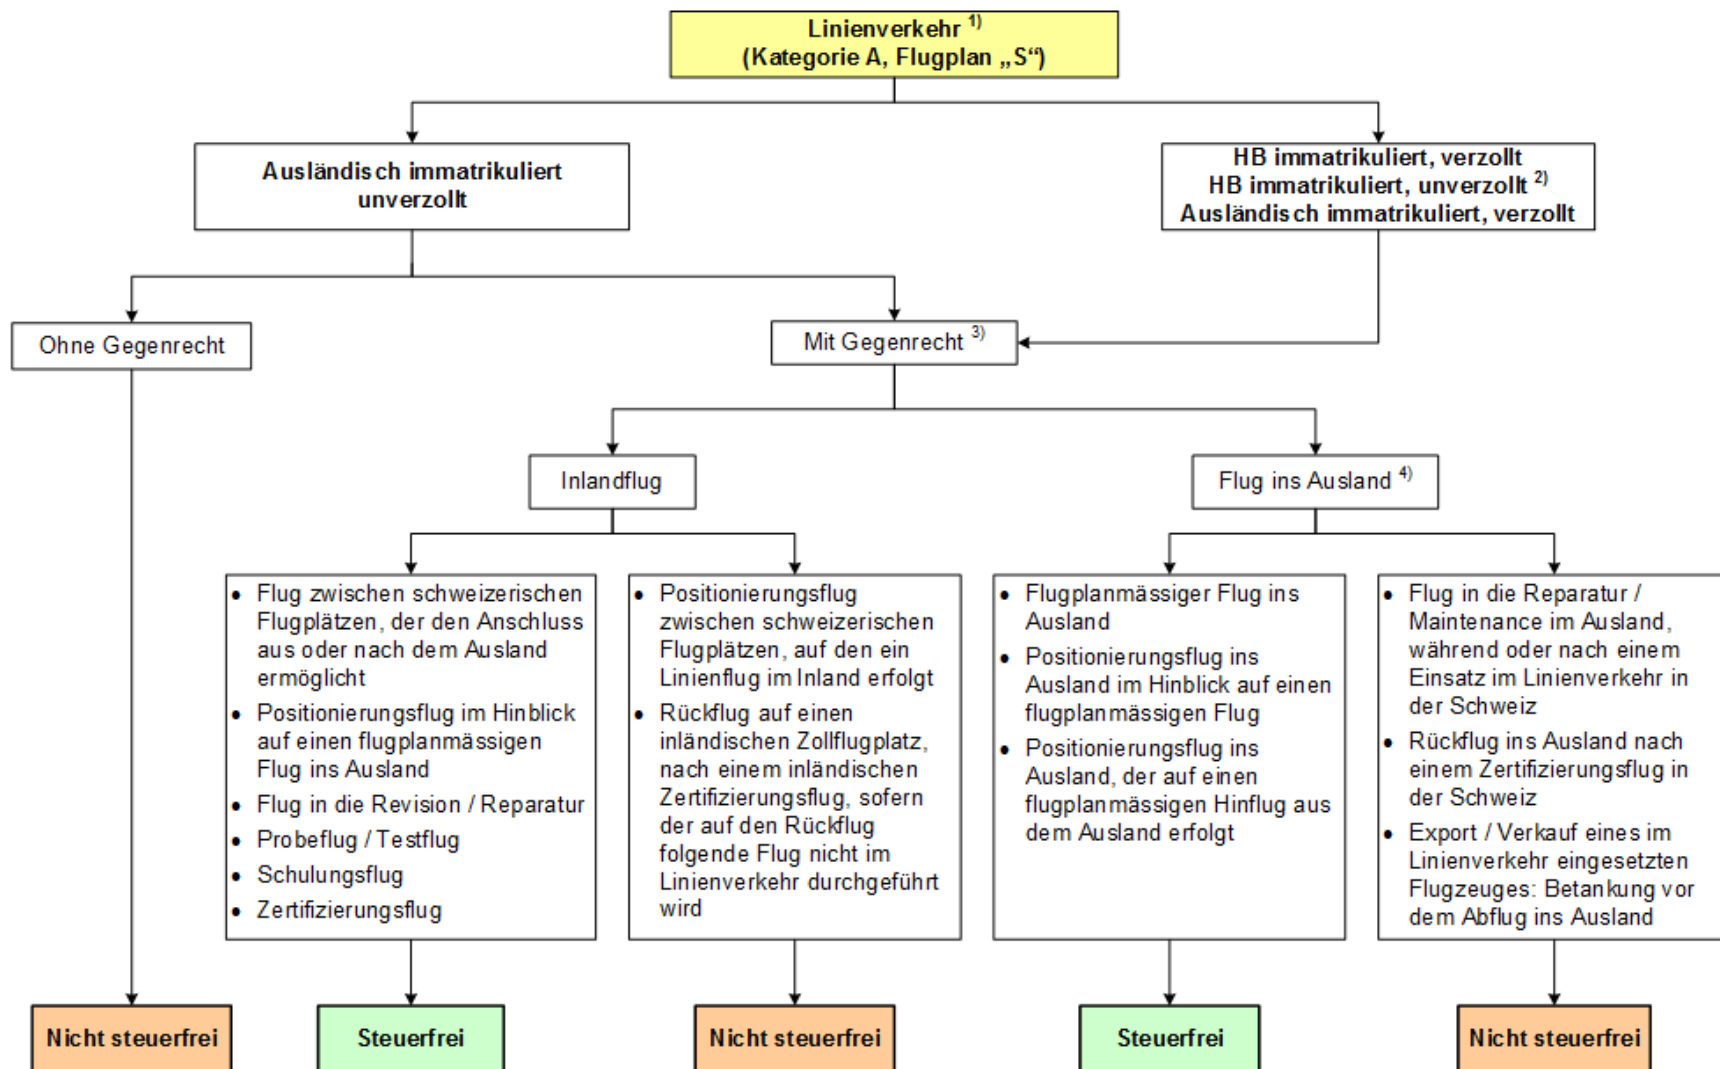 Linienverkehr 1)
(Kategorie A, Flugplan „S“)
Ausländisch immatrikuliert
unverzollt
HB immatrikuliert, verzollt
HB immatrikuliert, unverzollt 2)
Ausländisch immatrikuliert, verzollt
Ohne Gegenrecht
Mit Gegenrecht 3)
Inlandflug
Flug ins Ausland 4)
• Flug zwischen schweizerischen
Flugplätzen, der den Anschluss
aus oder nach dem Ausland
ermöglicht
• Positionierungsflug im Hinblick
auf einen flugplanmässigen
Flug ins Ausland
• Flug in die Revision / Reparatur
• Probeflug / Testflug
• Schulungsflug
• Zertifizierungsflug
• Positionierungsflug
zwischen schweizerischen
Flugplätzen, auf den ein
Linienflug im Inland erfolgt
• Rückflug auf einen
inländischen Zollflugplatz,
nach einem inländischen
Zertifizierungsflug, sofern
der auf den Rückflug
folgende Flug nicht im
Linienverkehr durchgeführt
wird
• Flugplanmässiger Flug ins
Ausland
• Positionierungsflug ins
Ausland im Hinblick auf einen
flugplanmässigen Flug
• Positionierungsflug ins
Ausland, der auf einen
flugplanmässigen Hinflug aus
dem Ausland erfolgt
• Flug in die Reparatur /
Maintenance im Ausland,
während oder nach einem
Einsatz im Linienverkehr in
der Schweiz
• Rückflug ins Ausland nach
einem Zertifizierungsflug in
der Schweiz
• Export / Verkauf eines im
Linienverkehr eingesetzten
Flugzeuges: Betankung vor
dem Abflug ins Ausland
Nicht steuerfrei
Steuerfrei
Nicht steuerfrei
Steuerfrei
Nicht steuerfrei